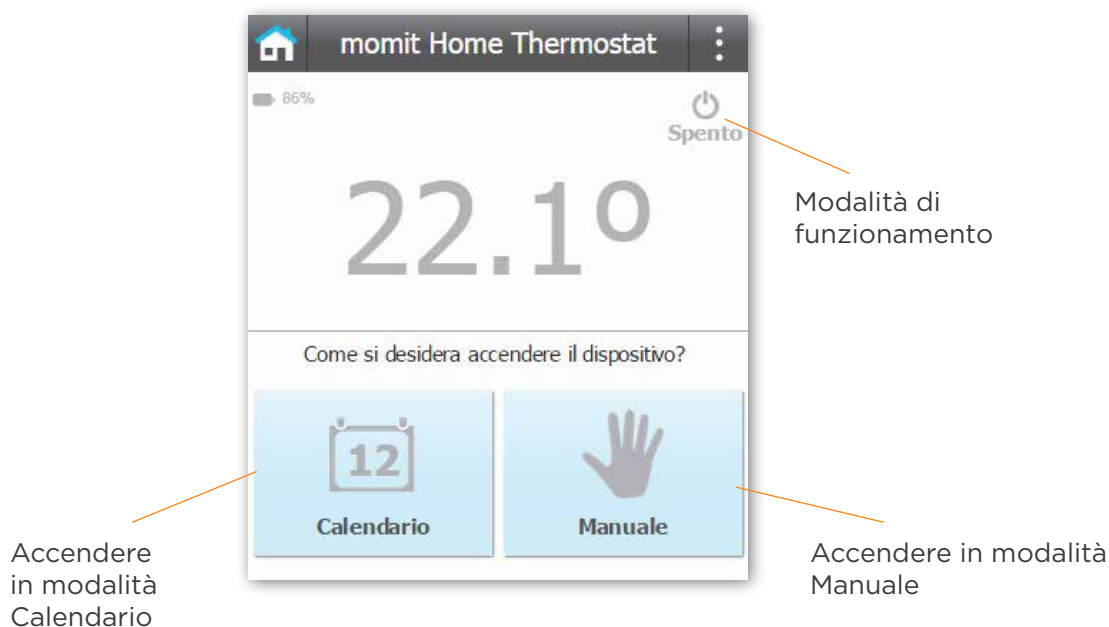 momit Home Thermostat
86%
Spento
22.1º
Modalità di
funzionamento
Come si desidera accendere il dispositivo?
12
Calendario
Manuale
Accendere
in modalità
Calendario
Accendere in modalità
Manuale